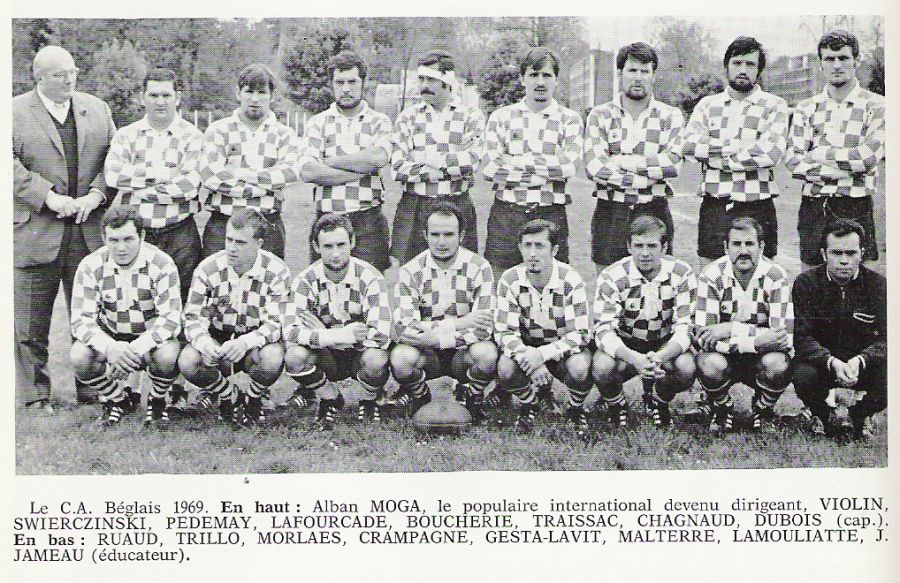 Le C.A. Béglais 1969. En haut : Alban MOGA, le populaire international devenu dirigeant, VIOLIN,
SWIERCZINSKI, PEDEMAY, LAFOURCADE, BOUCHERIE, TRAISSAC, CHAGNAUD, DUBOIS (cap.).
En bas : RUAUD, TRILLO, MORLAES, CRAMPAGNE, GESTA-LAVIT, MALTERRE, LAMOULIATTE, J.
JAMEAU (éducateur).